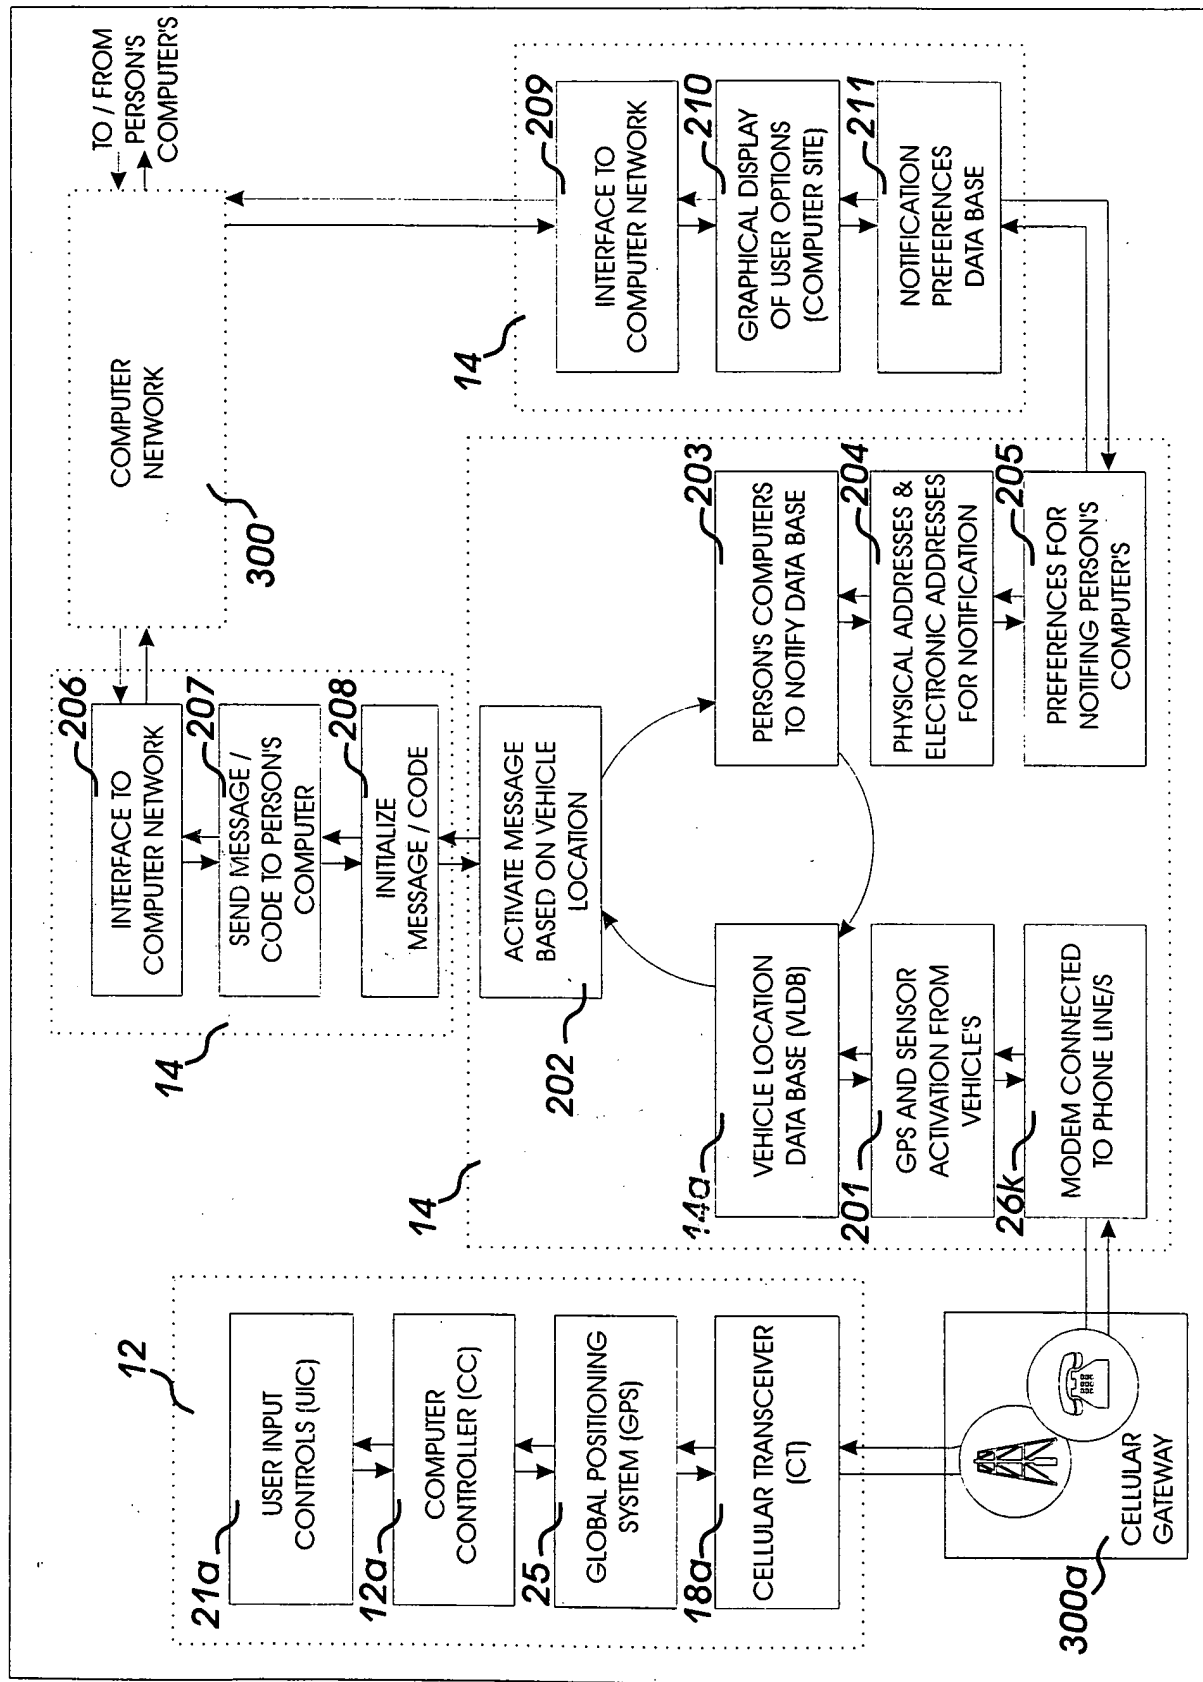 12
21a
USER INPUT
CONTROLS (UIC)
12a
COMPUTER
CONTROLLER (CC)
25
GLOBAL POSITIONING
SYSTEM (GPS)
18a
CELLULAR TRANSCEIVER
(CT)
300a
CELLULAR
GATEWAY
14
206
INTERFACE TO
COMPUTER NETWORK
207
SEND MESSAGE /
CODE TO PERSON'S
COMPUTER
208
INITIALIZE
MESSAGE / CODE
14
202
ACTIVATE MESSAGE
BASED ON VEHICLE
LOCATION
14a
VEHICLE LOCATION
DATA BASE (VLDB)
201
GPS AND SENSOR
ACTIVATION FROM
VEHICLE'S
26k
MODEM CONNECTED
TO PHONE LINE/S
203
PERSON'S COMPUTERS
TO NOTIFY DATA BASE
204
PHYSICAL ADDRESSES &
ELECTRONIC ADDRESSES
FOR NOTIFICATION
205
PREFERENCES FOR
NOTIFING PERSON'S
COMPUTER'S
300
COMPUTER
NETWORK
TO / FROM
PERSON'S
COMPUTER'S
14
209
INTERFACE TO
COMPUTER NETWORK
210
GRAPHICAL DISPLAY
OF USER OPTIONS
(COMPUTER SITE)
211
NOTIFICATION
PREFERENCES
DATA BASE